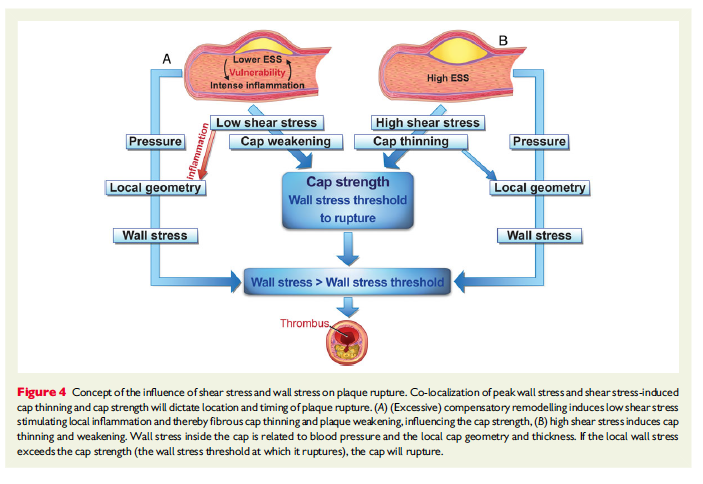 A
B
Lower ESS
Vulnerability
Intense inflammation
High ESS
Low shear stress
High shear stress
Pressure
Cap weakening
Cap thinning
Pressure
Inflammation
Local geometry
Cap strength
Wall stress threshold
to rupture
Local geometry
Wall stress
Wall stress
Wall stress > Wall stress threshold
Thrombus
Figure 4 Concept of the influence of shear stress and wall stress on plaque rupture. Co-localization of peak wall stress and shear stress-induced
cap thinning and cap strength will dictate location and timing of plaque rupture. (A) (Excessive) compensatory remodelling induces low shear stress
stimulating local inflammation and thereby fibrous cap thinning and plaque weakening, influencing the cap strength, (B) high shear stress induces cap
thinning and weakening. Wall stress inside the cap is related to blood pressure and the local cap geometry and thickness. If the local wall stress
exceeds the cap strength (the wall stress threshold at which it ruptures), the cap will rupture.